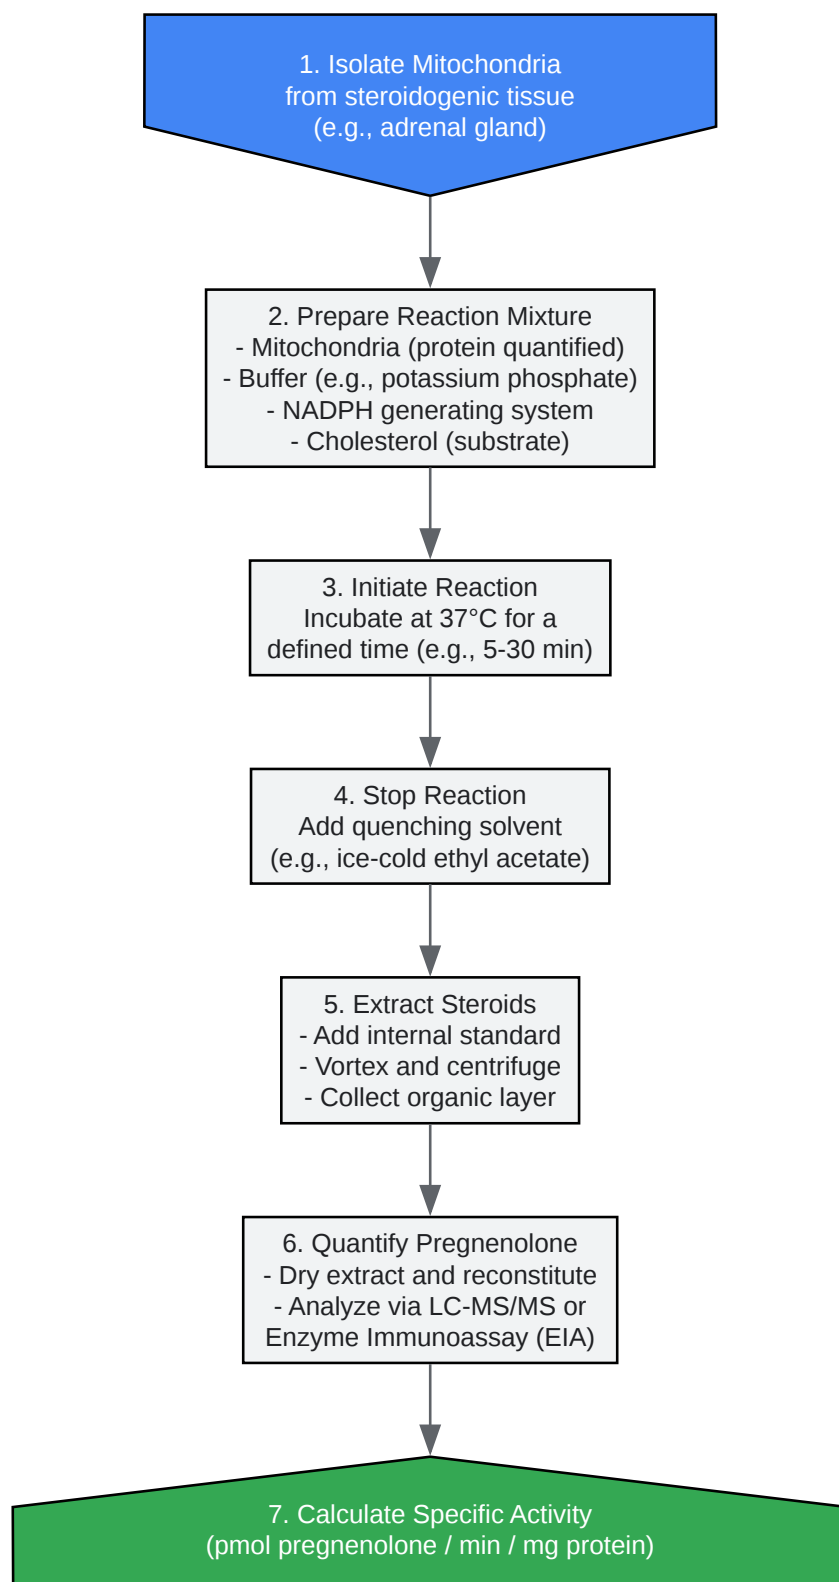 1. Isolate Mitochondria
from steroidogenic tissue
(e.g., adrenal gland)
2. Prepare Reaction Mixture
- Mitochondria (protein quantified)
- Buffer (e.g., potassium phosphate)
- NADPH generating system
- Cholesterol (substrate)
3. Initiate Reaction
Incubate at 37°C for a
defined time (e.g., 5-30 min)
4. Stop Reaction
Add quenching solvent
(e.g., ice-cold ethyl acetate)
5. Extract Steroids
- Add internal standard
- Vortex and centrifuge
- Collect organic layer
6. Quantify Pregnenolone
- Dry extract and reconstitute
- Analyze via LC-MS/MS or
Enzyme Immunoassay (EIA)
7. Calculate Specific Activity
(pmol pregnenolone / min / mg protein)